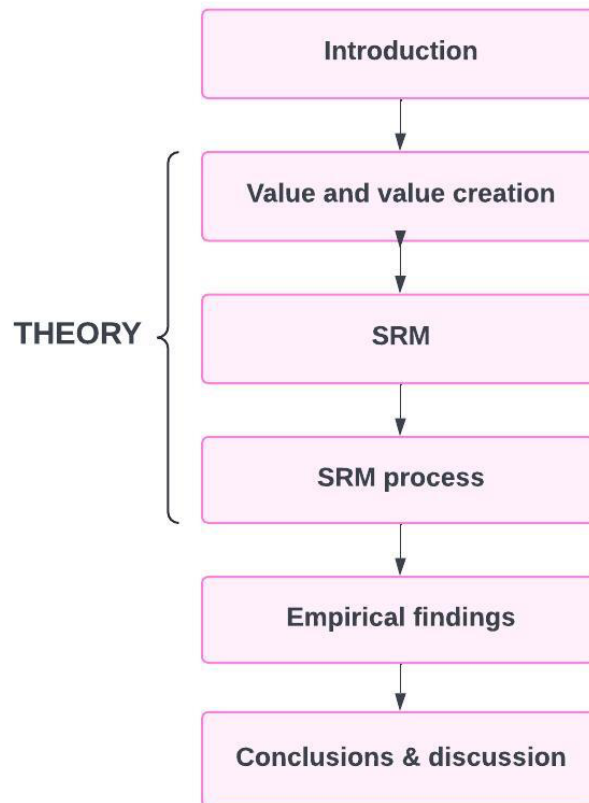 Introduction
Value and value creation
THEORY
SRM
SRM process
Empirical findings
Conclusions & discussion